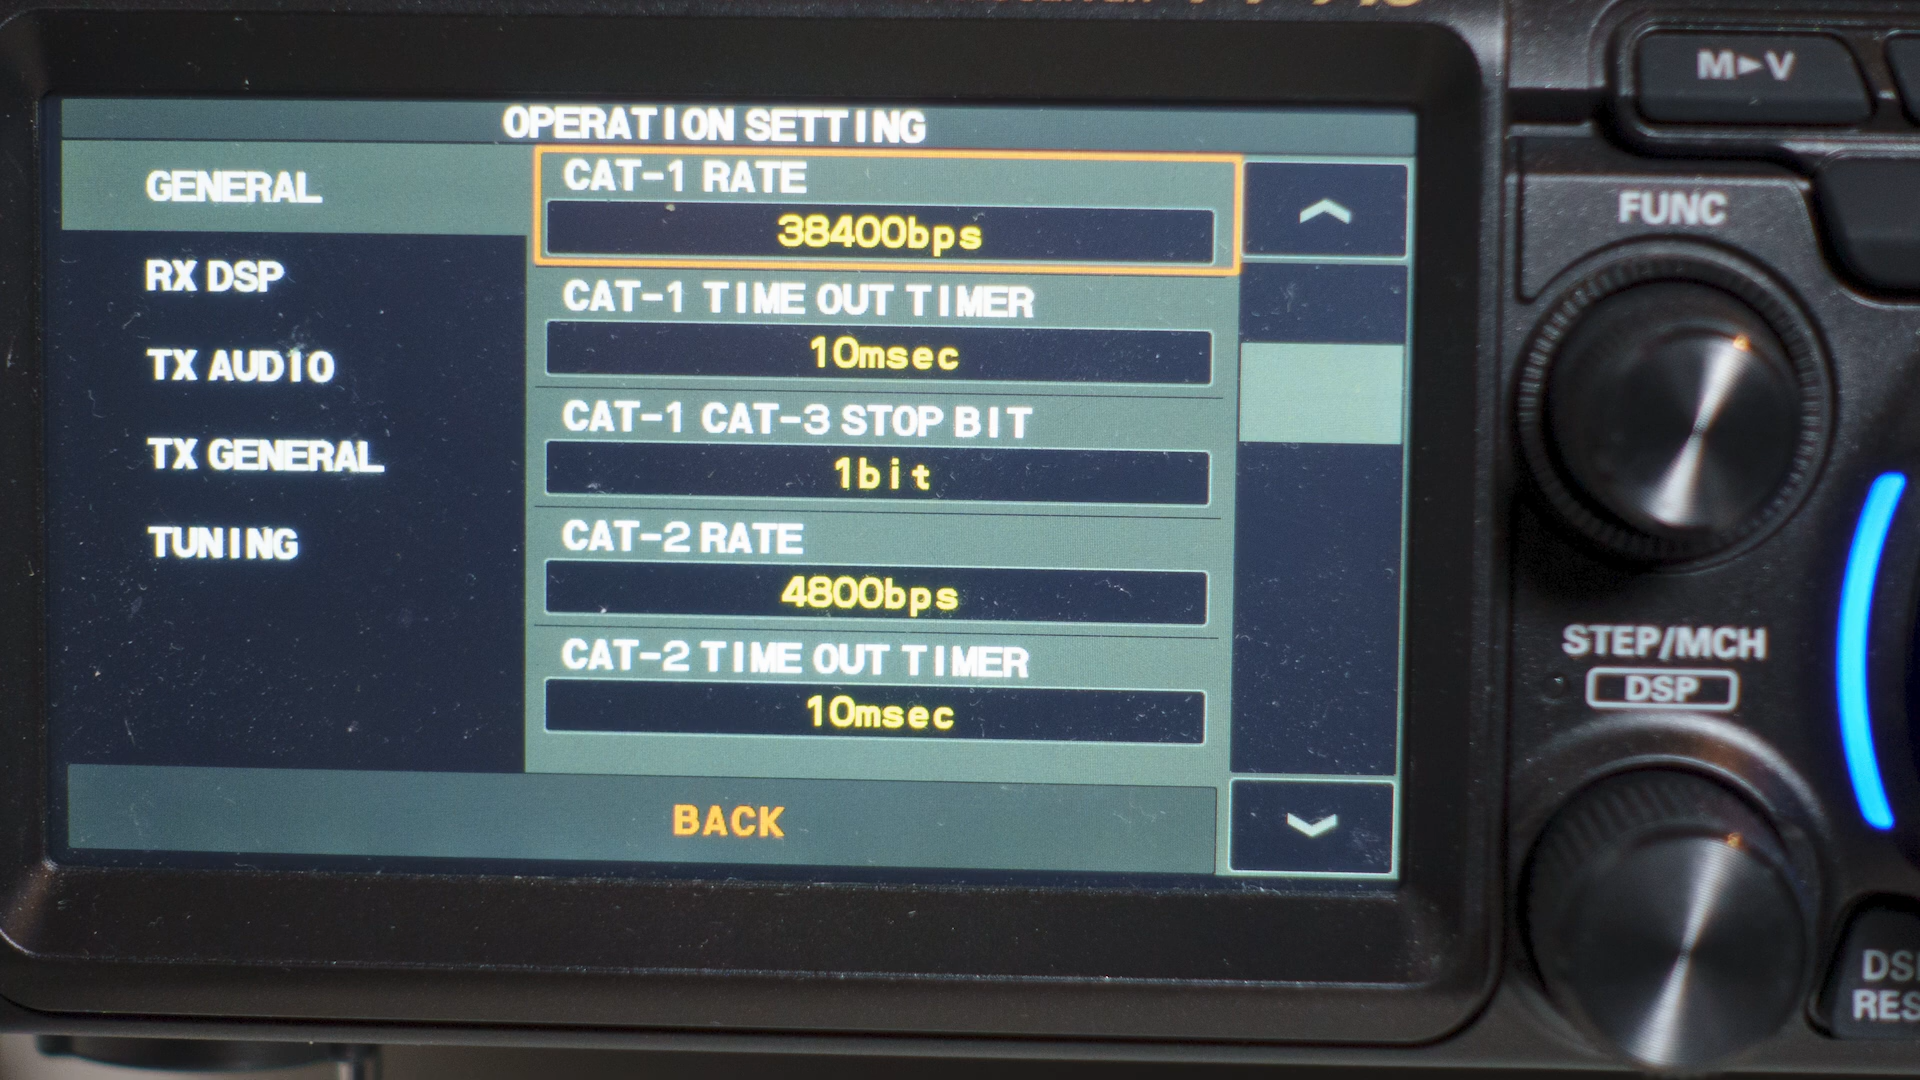 OPERATION SETTING
GENERAL
RX DSP
TX AUDIO
TX GENERAL
TUNING
CAT-1 RATE
38400bps
CAT-1 TIME OUT TIMER
10msec
CAT-1 CAT-3 STOP BIT
1bit
CAT-2 RATE
4800bps
CAT-2 TIME OUT TIMER
10msec
BACK
M►V
FUNC
STEP/MCH
DSP